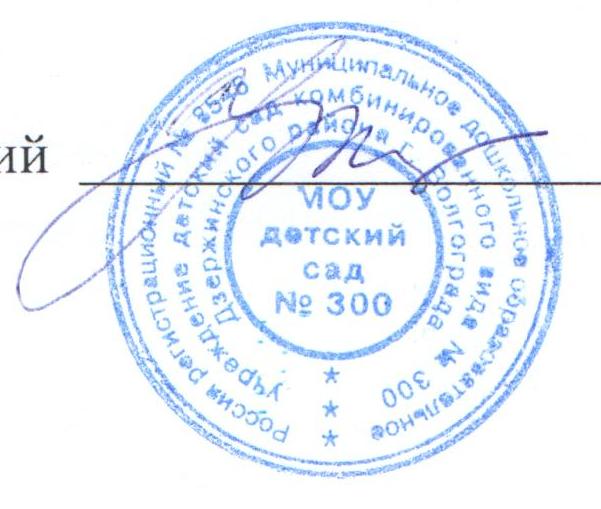 ий
Россия регистрационный № 8546 Муниципальное дошкольное образовательное
учреждение детский сад комбинированного вида № 300
Дзержинского района г. Волгограда
МОУ
детский
сад
№ 300